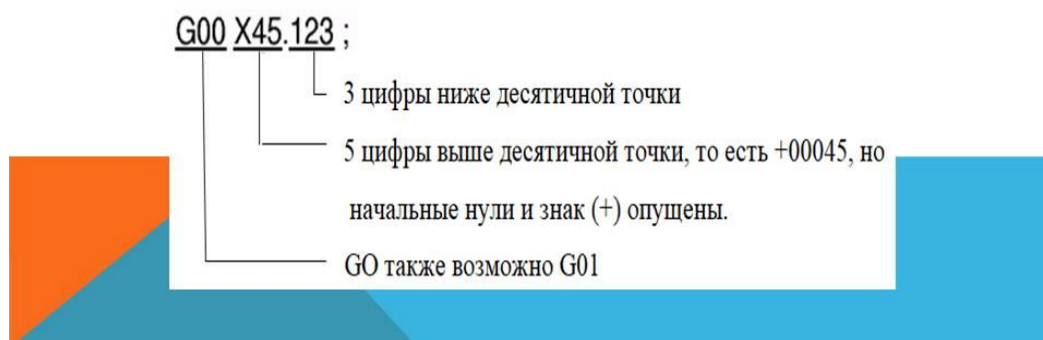 G00 X45.123 ;
3 цифры ниже десятичной точки
5 цифры выше десятичной точки, то есть +00045, но
начальные нули и знак (+) опущены.
GO также возможно G01